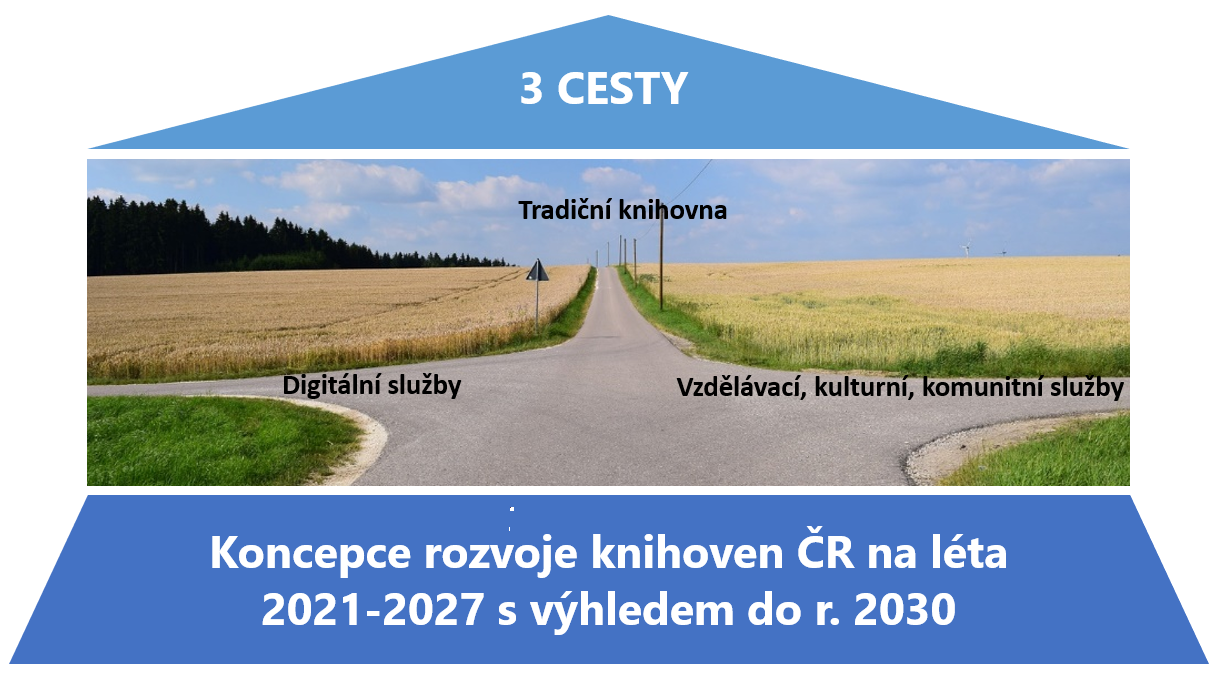 3 CESTY
Tradiční knihovna
Digitální služby
Vzdělávací, kulturní, komunitní služby
Koncepce rozvoje knihoven ČR na léta
2021-2027 s výhledem do r. 2030